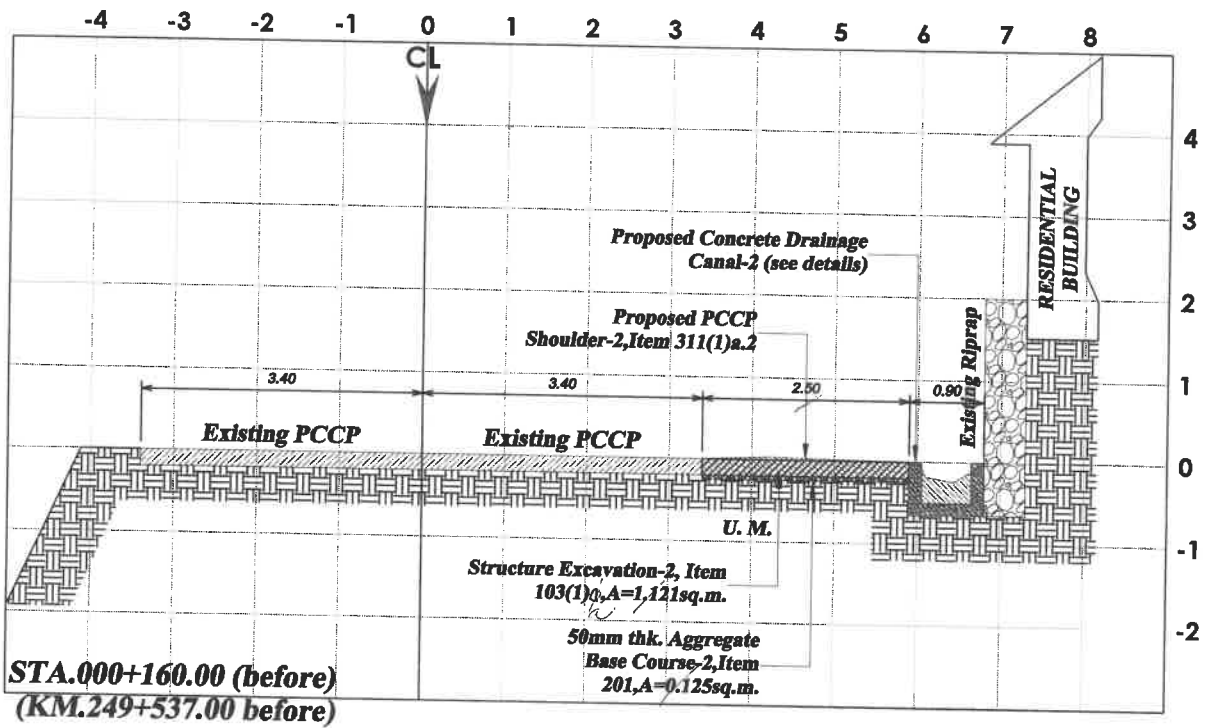 -4 -3 -2 -1 0 1 2 3 4 5 6 7 8
CL
4
3
2
1
0
-1
-2
RESIDENTIAL
BUILDING
Proposed Concrete Drainage
Canal-2 (see details)
Proposed PCCP
Shoulder-2,Item 311(1)a.2
Existing Riprap
3.40 3.40 2.50 0.90
Existing PCCP Existing PCCP
U. M.
Structure Excavation-2, Item
103(1) ,A=1,121sq.m.
50mm thk. Aggregate
Base Course-2,Item
201,A=0.125sq.m.
STA.000+160.00 (before)
(KM.249+537.00 before)